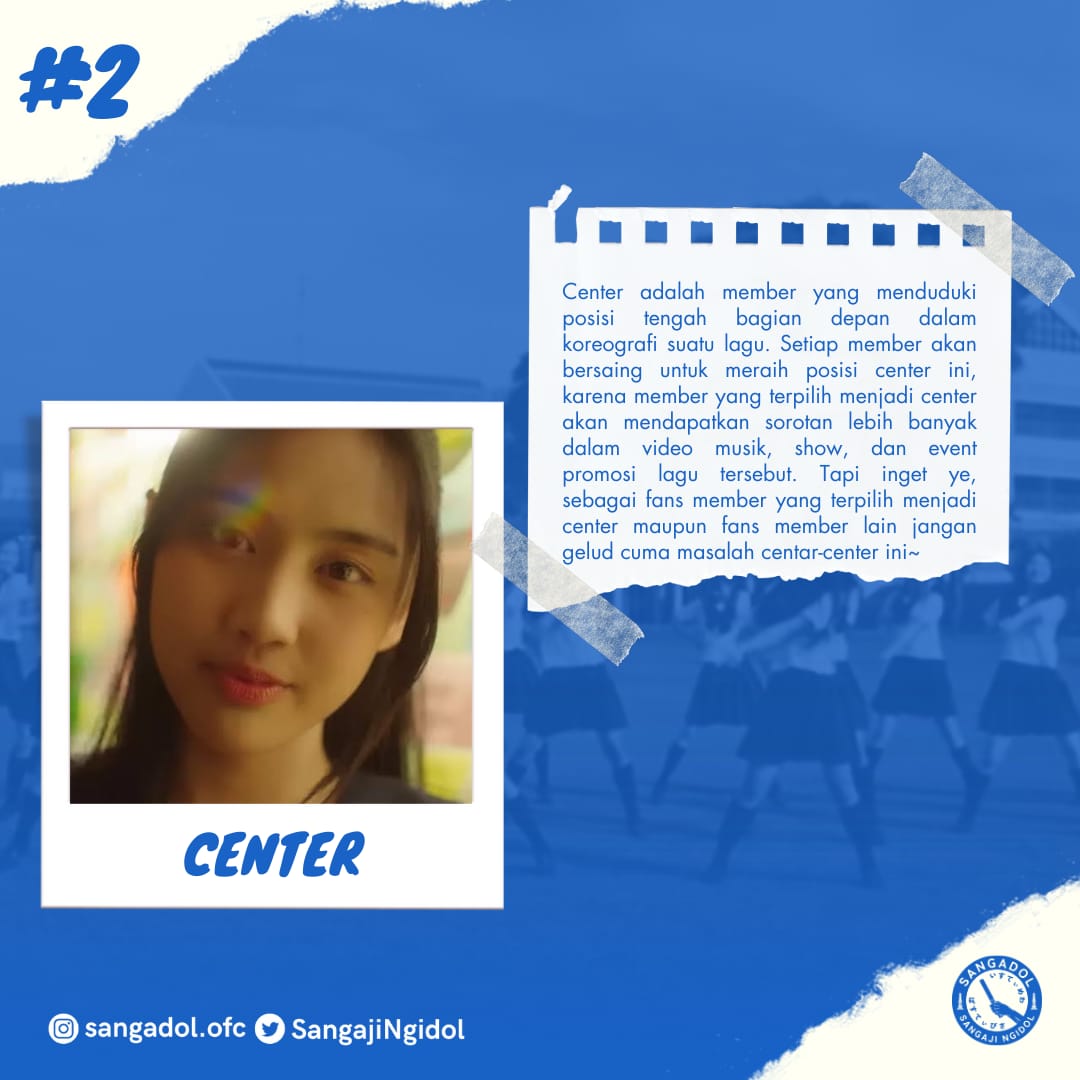 #2
Center adalah member yang menduduki
posisi tengah bagian depan dalam
koreografi suatu lagu. Setiap member akan
bersaing untuk meraih posisi center ini,
karena member yang terpilih menjadi center
akan mendapatkan sorotan lebih banyak
dalam video musik, show, dan event
promosi lagu tersebut. Tapi inget ye,
sebagai fans member yang terpilih menjadi
center maupun fans member lain jangan
gelud cuma masalah centar-center ini~
CENTER
sangadol.ofc SangajiNgidol
SANGADOL
SANGAJI NGIDOL